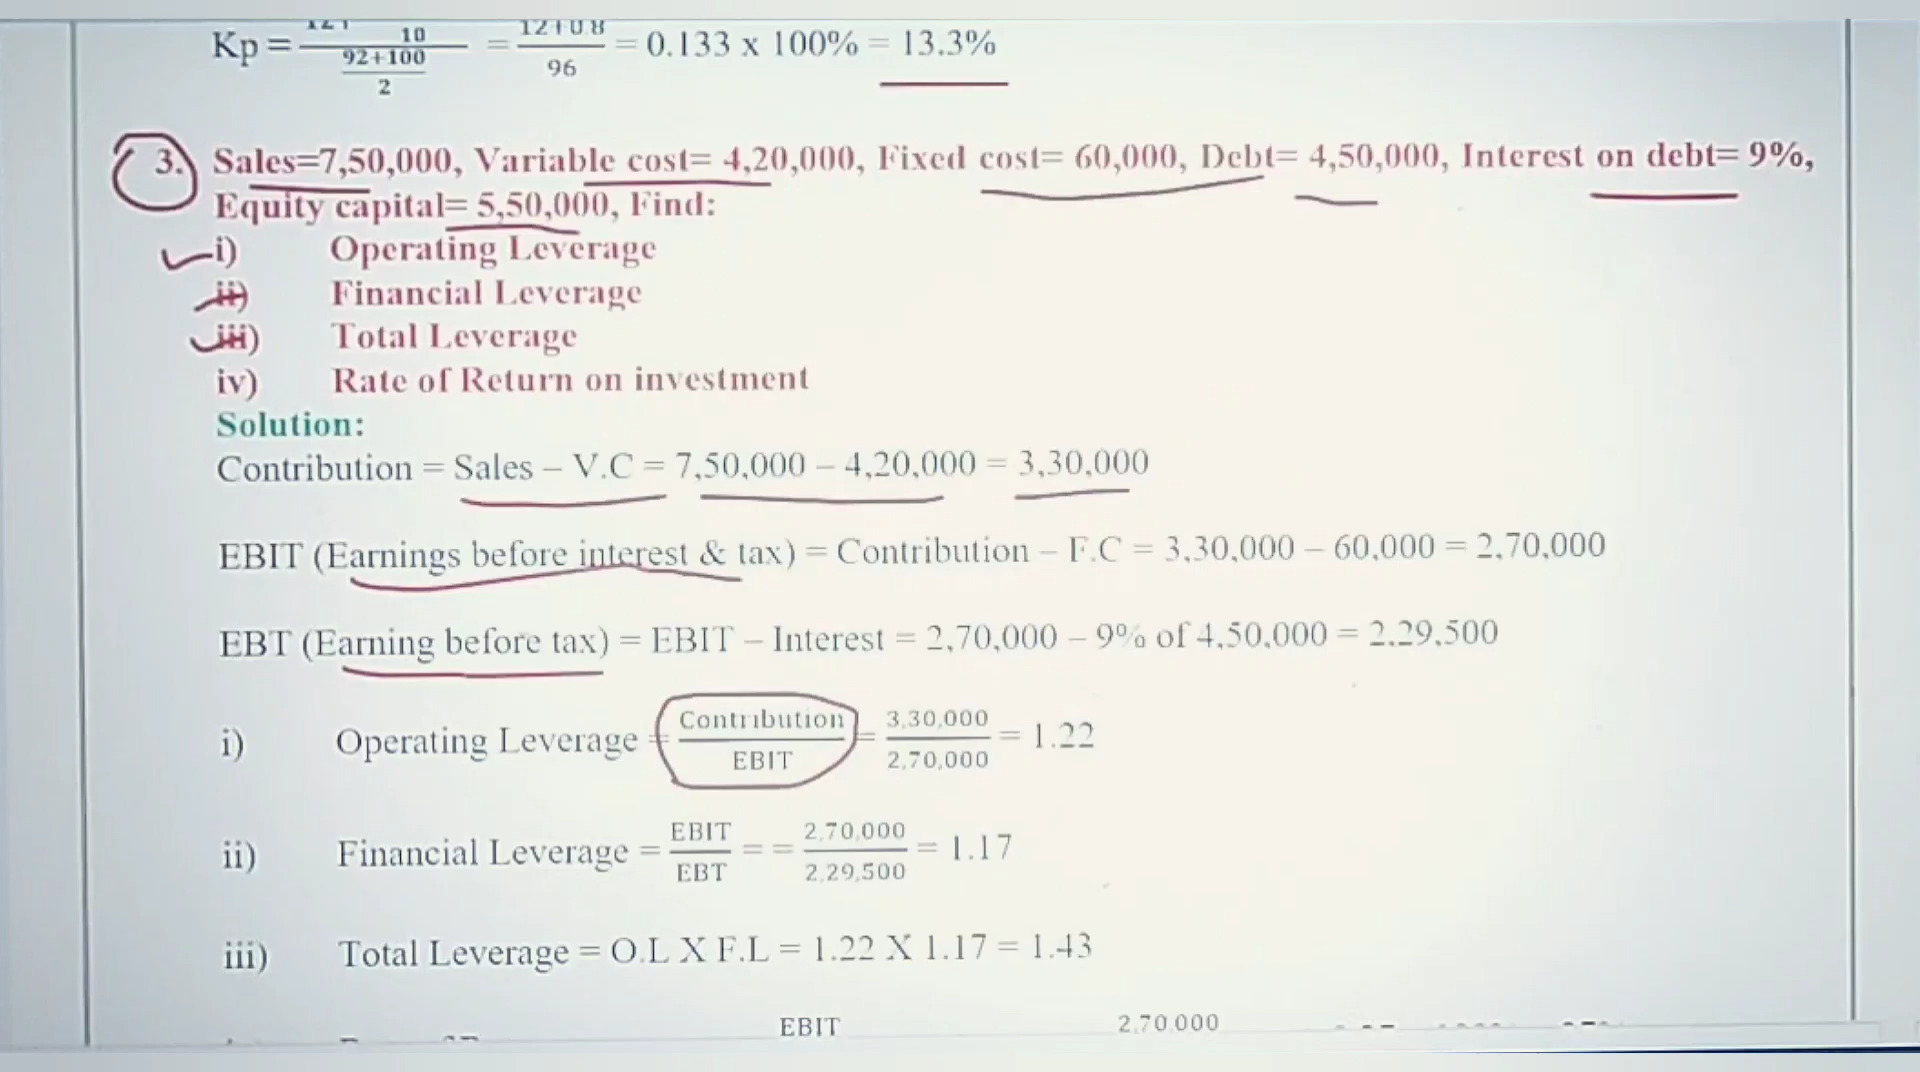 Kp = 10 / 92+100 / 2 = 12+0.8 / 96 = 0.133 x 100% = 13.3%
3. Sales=7,50,000, Variable cost= 4,20,000, Fixed cost= 60,000, Debt= 4,50,000, Interest on debt= 9%,
Equity capital= 5,50,000, Find:
i) Operating Leverage
ii) Financial Leverage
iii) Total Leverage
iv) Rate of Return on investment
Solution:
Contribution = Sales – V.C = 7,50,000 – 4,20,000 = 3,30,000
EBIT (Earnings before interest & tax) = Contribution – F.C = 3,30,000 – 60,000 = 2,70,000
EBT (Earning before tax) = EBIT – Interest = 2,70,000 – 9% of 4,50,000 = 2,29,500
i) Operating Leverage = Contribution / EBIT = 3,30,000 / 2,70,000 = 1.22
ii) Financial Leverage = EBIT / EBT = = 2,70,000 / 2,29,500 = 1.17
iii) Total Leverage = O.L X F.L = 1.22 X 1.17 = 1.43
EBIT 2,70,000